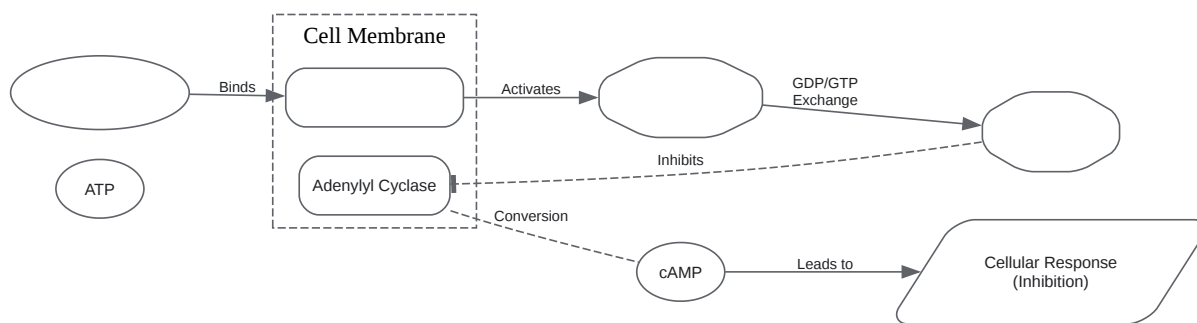 Cell Membrane
Binds
Activates
GDP/GTP
Exchange
ATP
Adenylyl Cyclase
Inhibits
Conversion
cAMP
Leads to
Cellular Response
(Inhibition)